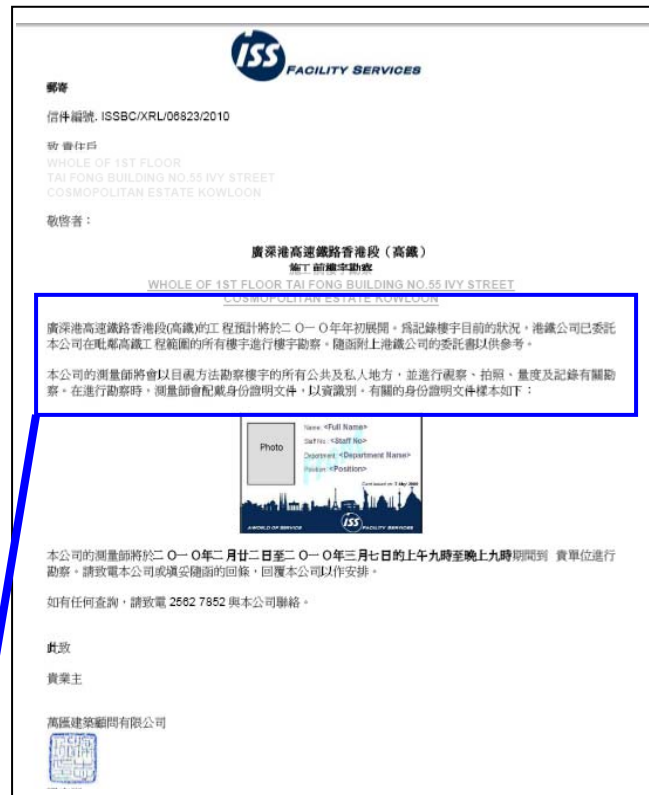 ISS FACILITY SERVICES
郵寄
信件編號. ISSBC/XRL/06823/2010
致 貴住戶
WHOLE OF 1ST FLOOR
TAI FONG BUILDING NO.55 IVY STREET
COSMOPOLITAN ESTATE KOWLOON
敬啓者：
廣深港高速鐵路香港段（高鐵）
施工前樓宇勘察
WHOLE OF 1ST FLOOR TAI FONG BUILDING NO.55 IVY STREET
COSMOPOLITAN ESTATE KOWLOON
廣深港高速鐵路香港段(高鐵)的工程預計將於二０一０年年初展開。爲記錄樓宇目前的狀況，港鐵公司已委託
本公司在毗鄰高鐵工程範圍的所有樓宇進行樓宇勘察。隨函附上港鐵公司的委託書以供參考。
本公司的測量師將會以目視方法勘察樓宇的所有公共及私人地方，並進行視察、拍照、量度及記錄有關勘
察。在進行勘察時，測量師會配戴身份證明文件，以資識別。有關的身份證明文件樣本如下：
Photo
Name: <Full Name>
Staff No: <Staff No>
Department: <Department Name>
Position: <Position>
A WORLD OF SERVICE
ISS FACILITY SERVICES
本公司的測量師將於二０一０年二月廿二日至二０一０年三月七日的上午九時至晚上九時期間到 貴單位進行
勘察。請致電本公司或填妥隨函的回條，回覆本公司以作安排。
如有任何查詢，請致電 2562 7852 與本公司聯絡。
此致
貴業主
萬匯建築顧問有限公司